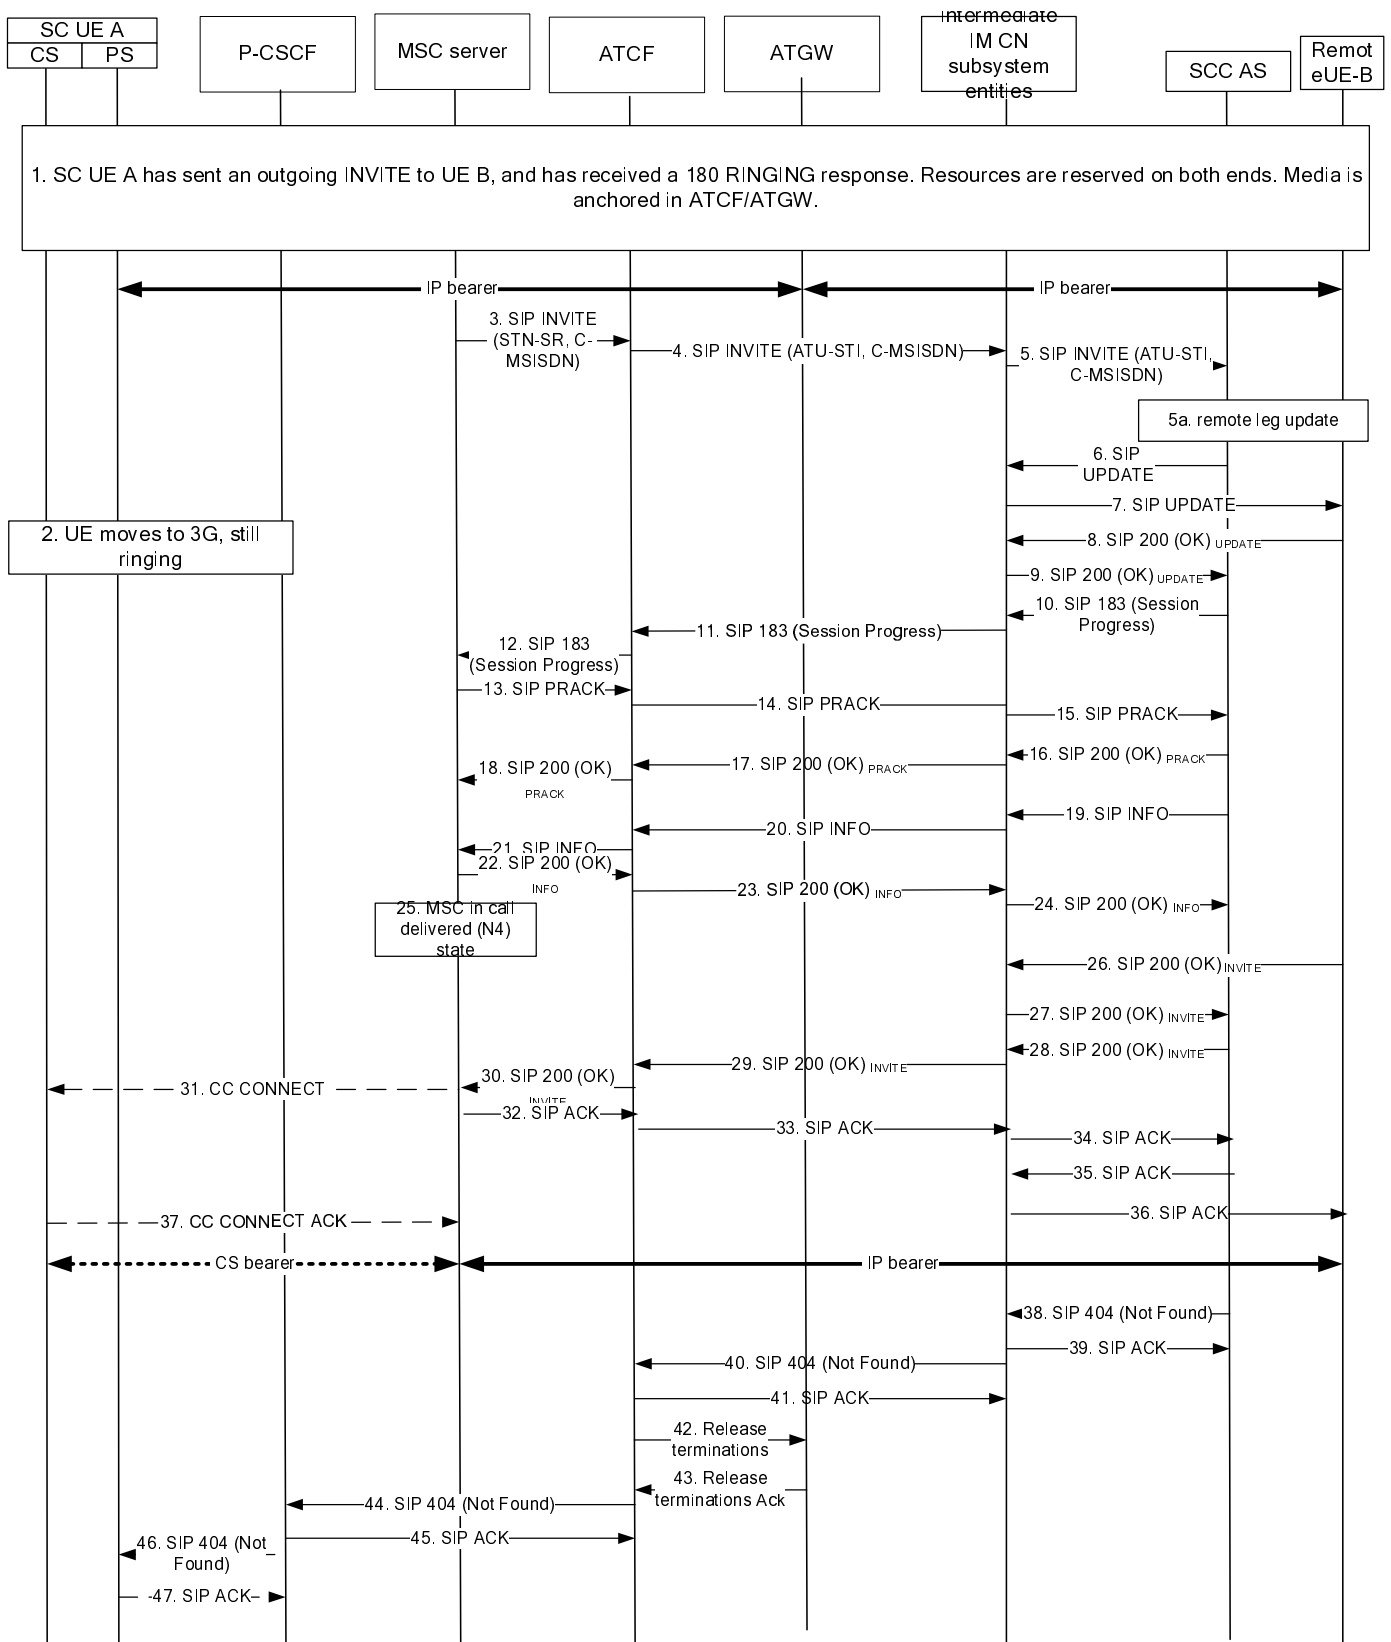 SC UE A
CS
PS
P-CSCF
MSC server
ATCF
ATGW
Intermediate
IM CN
subsystem
entities
SCC AS
Remot
eUE-B
1. SC UE A has sent an outgoing INVITE to UE B, and has received a 180 RINGING response. Resources are reserved on both ends. Media is
anchored in ATCF/ATGW.
IP bearer
IP bearer
3. SIP INVITE
(STN-SR, C-
MSISDN)
4. SIP INVITE (ATU-STI, C-MSISDN)
5. SIP INVITE (ATU-STI,
C-MSISDN)
5a. remote leg update
6. SIP
UPDATE
7. SIP UPDATE
2. UE moves to 3G, still
ringing
8. SIP 200 (OK) UPDATE
9. SIP 200 (OK) UPDATE
10. SIP 183 (Session
Progress)
11. SIP 183 (Session Progress)
12. SIP 183
(Session Progress)
13. SIP PRACK
14. SIP PRACK
15. SIP PRACK
16. SIP 200 (OK) PRACK
17. SIP 200 (OK) PRACK
18. SIP 200 (OK)
PRACK
19. SIP INFO
20. SIP INFO
21. SIP INFO
22. SIP 200 (OK)
INFO
23. SIP 200 (OK) INFO
24. SIP 200 (OK) INFO
25. MSC in call
delivered (N4)
state
26. SIP 200 (OK) INVITE
27. SIP 200 (OK) INVITE
28. SIP 200 (OK) INVITE
29. SIP 200 (OK) INVITE
30. SIP 200 (OK)
INVITE
31. CC CONNECT
32. SIP ACK
33. SIP ACK
34. SIP ACK
35. SIP ACK
36. SIP ACK
37. CC CONNECT ACK
CS bearer
IP bearer
38. SIP 404 (Not Found)
39. SIP ACK
40. SIP 404 (Not Found)
41. SIP ACK
42. Release
terminations
43. Release
terminations Ack
44. SIP 404 (Not Found)
45. SIP ACK
46. SIP 404 (Not
Found)
47. SIP ACK